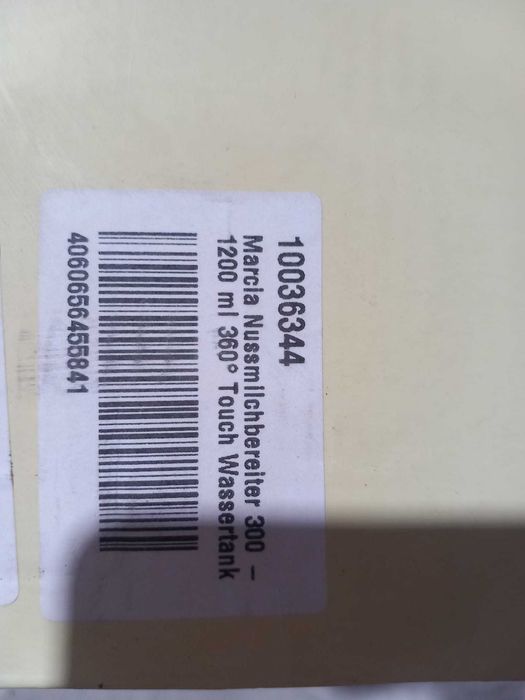 10036344
Marcia Nussmilchbereiter 300 –
1200 ml 360° Touch Wassertank
4060656455841